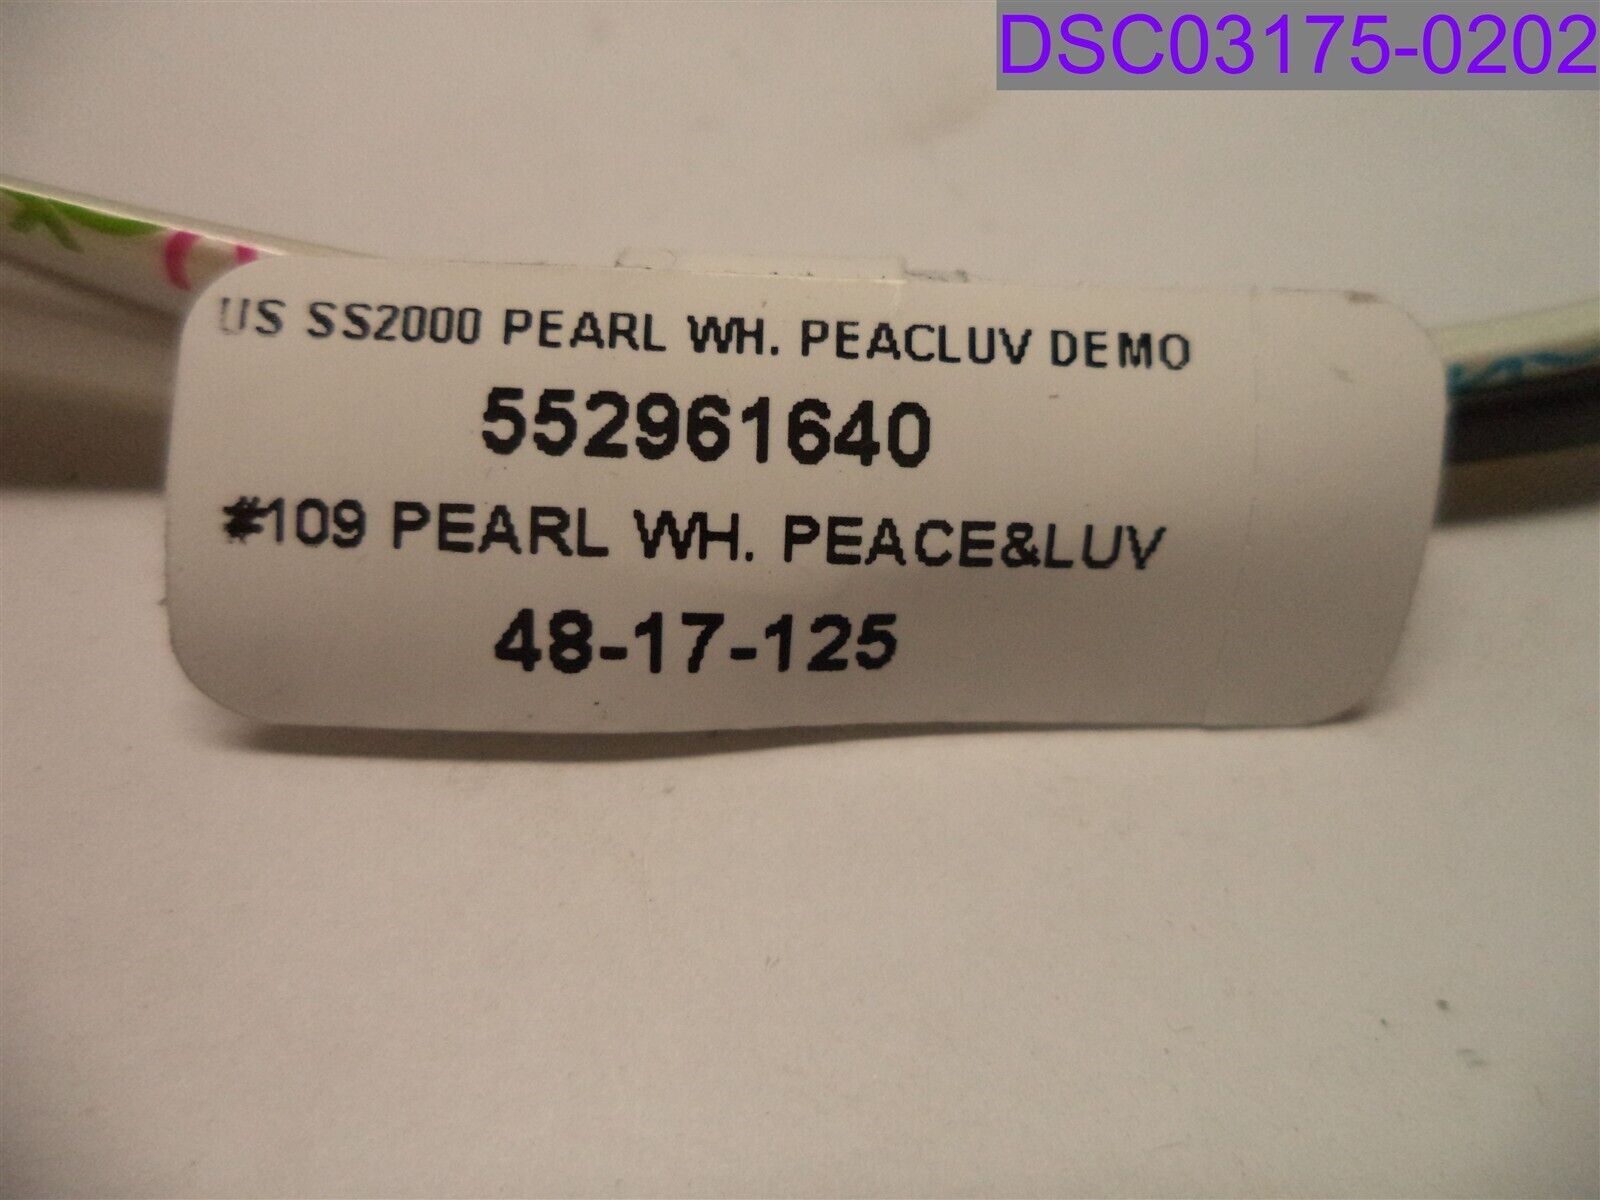 DSC03175-0202
US SS2000 PEARL WH. PEACLUV DEMO
552961640
#109 PEARL WH. PEACE&LUV
48-17-125